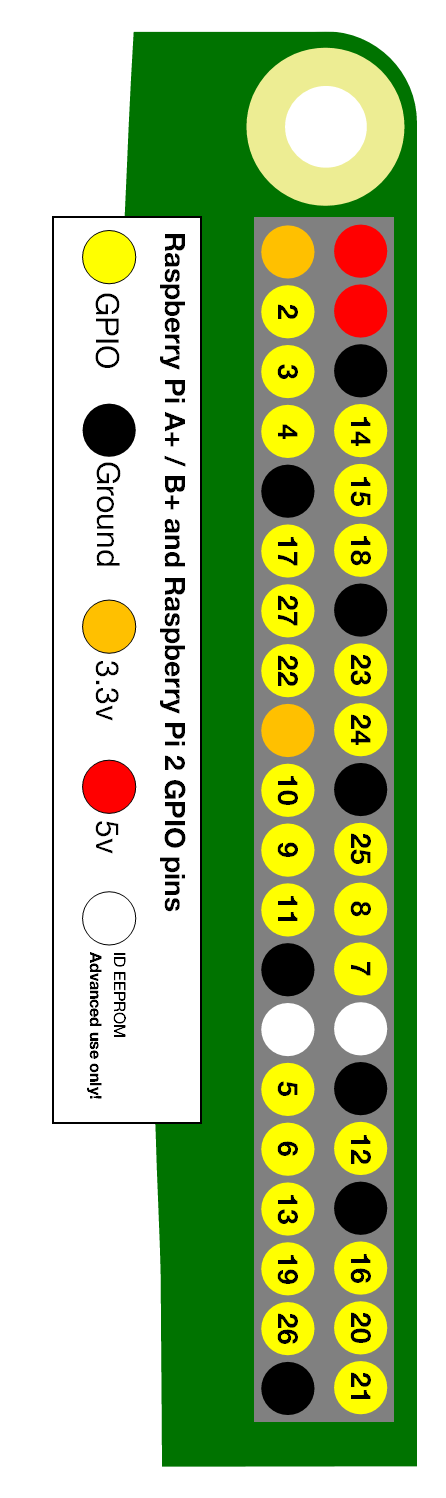 14 15 18 23 24 25 8 7 12 16 20 21
2 3 4 17 27 22 10 9 11 5 6 13 19 26
Raspberry Pi A+ / B+ and Raspberry Pi 2 GPIO pins
GPIO Ground 3.3v 5v ID EEPROM
Advanced use only!